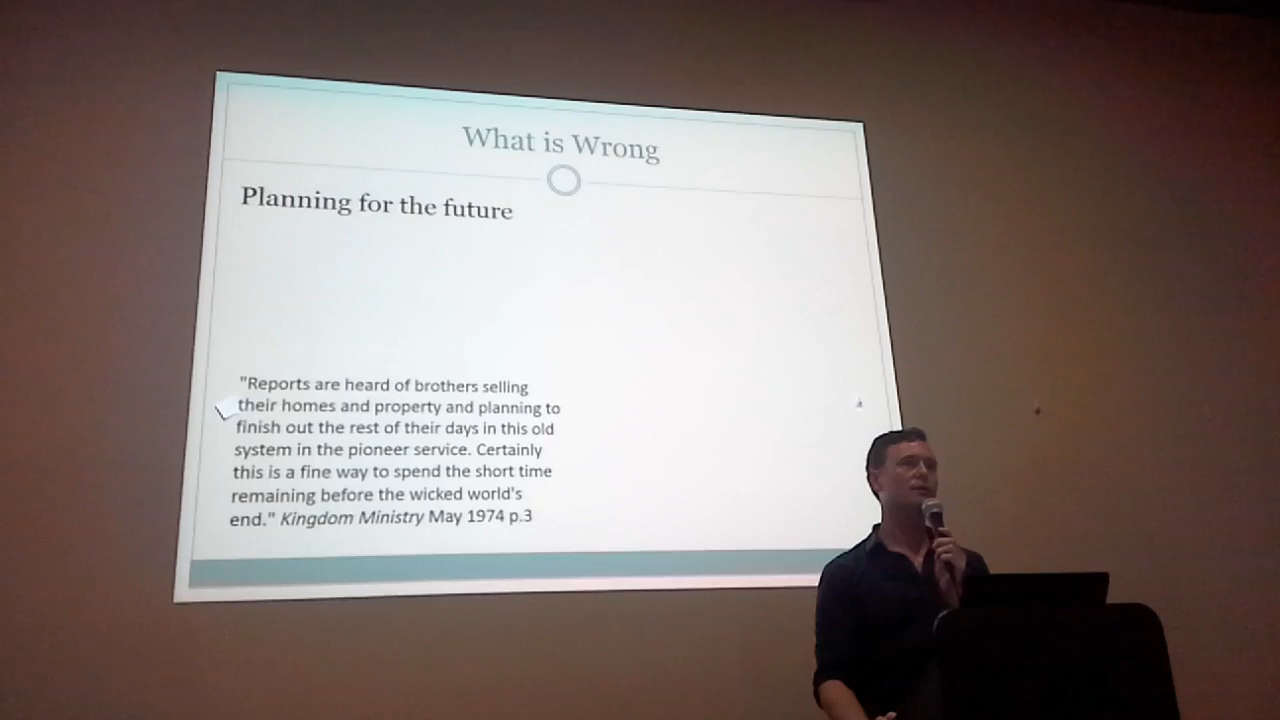 What is Wrong
Planning for the future
"Reports are heard of brothers selling
their homes and property and planning to
finish out the rest of their days in this old
system in the pioneer service. Certainly
this is a fine way to spend the short time
remaining before the wicked world's
end." Kingdom Ministry May 1974 p.3